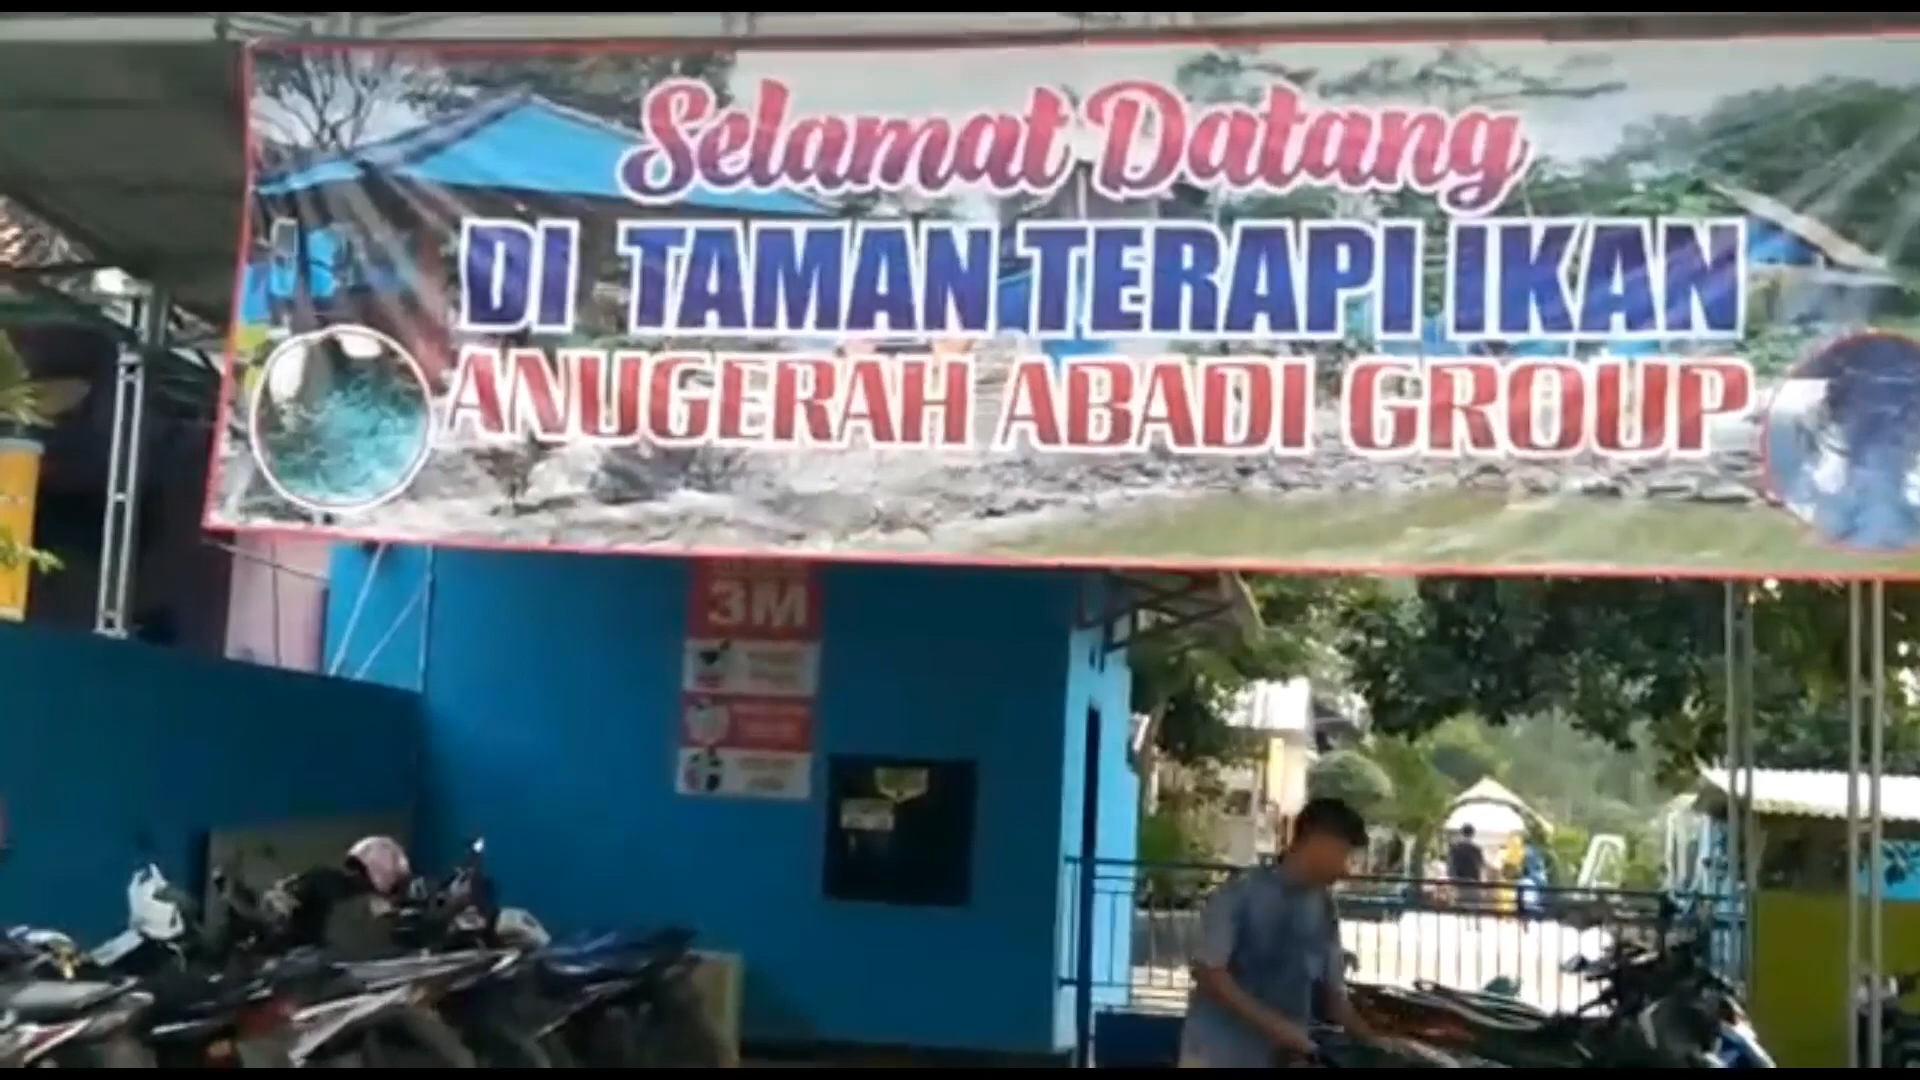 Selamat Datang
DI TAMAN TERAPI IKAN
ANUGERAH ABADI GROUP
3M